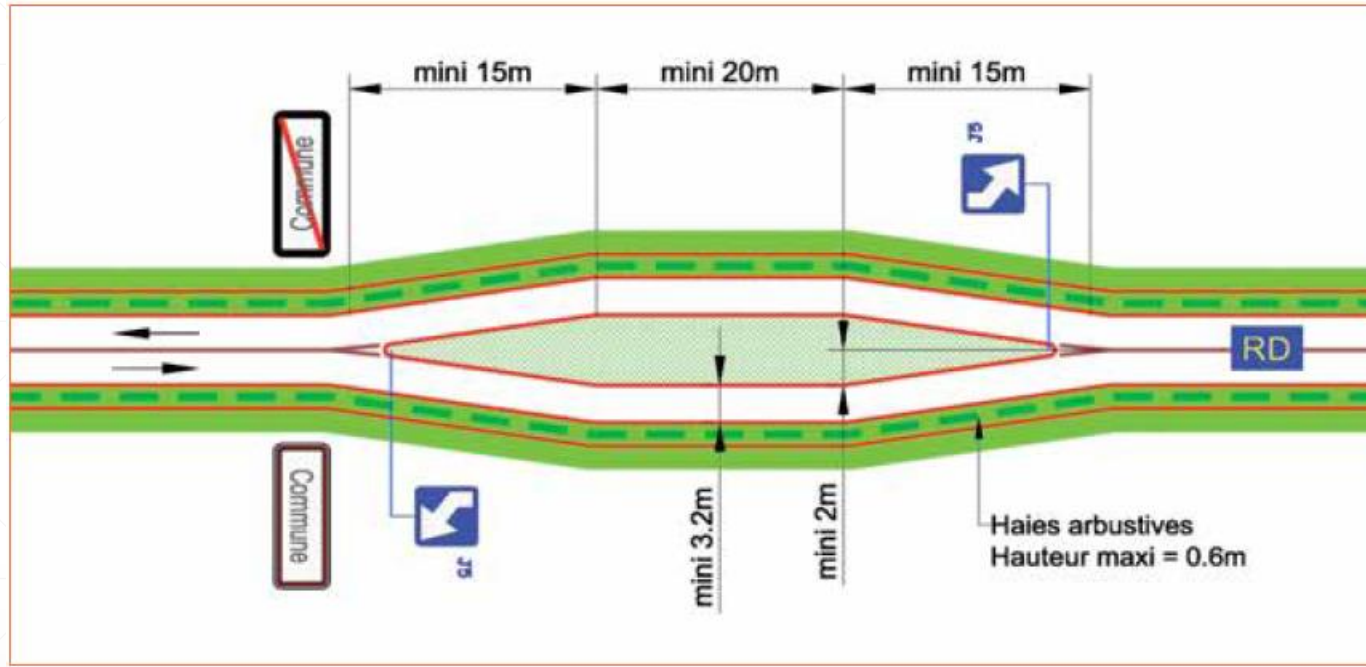 mini 15m
mini 20m
mini 15m
Commune
J5
RD
Commune
J5
mini 3.2m
mini 2m
Haies arbustives
Hauteur maxi = 0.6m